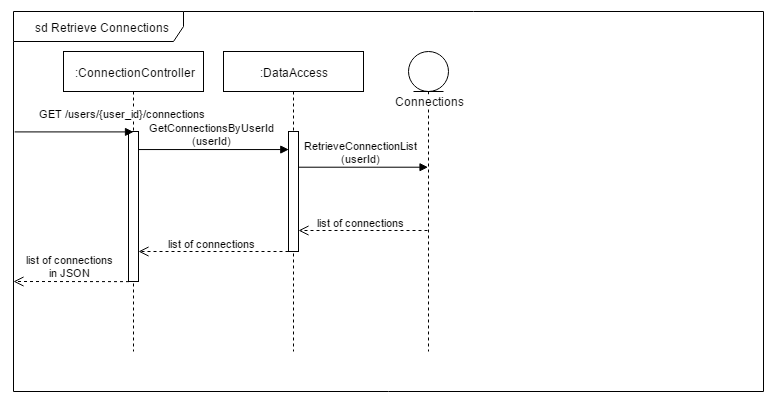 sd Retrieve Connections
:ConnectionController
:DataAccess
Connections
GET /users/{user_id}/connections
GetConnectionsByUserId
(userId)
RetrieveConnectionList
(userId)
list of connections
list of connections
list of connections
in JSON